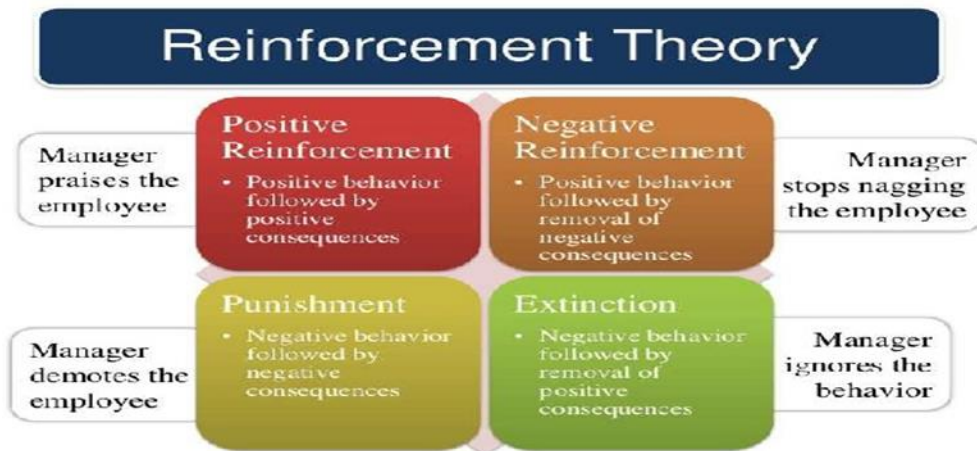 Reinforcement Theory
Manager
praises the
employee
Positive
Reinforcement
• Positive behavior
followed by
positive
consequences
Negative
Reinforcement
• Positive behavior
followed by
removal of
negative
consequences
Manager
stops nagging
the employee
Manager
demotes the
employee
Punishment
• Negative behavior
followed by
negative
consequences
Extinction
• Negative behavior
followed by
removal of
positive
consequences
Manager
ignores the
behavior